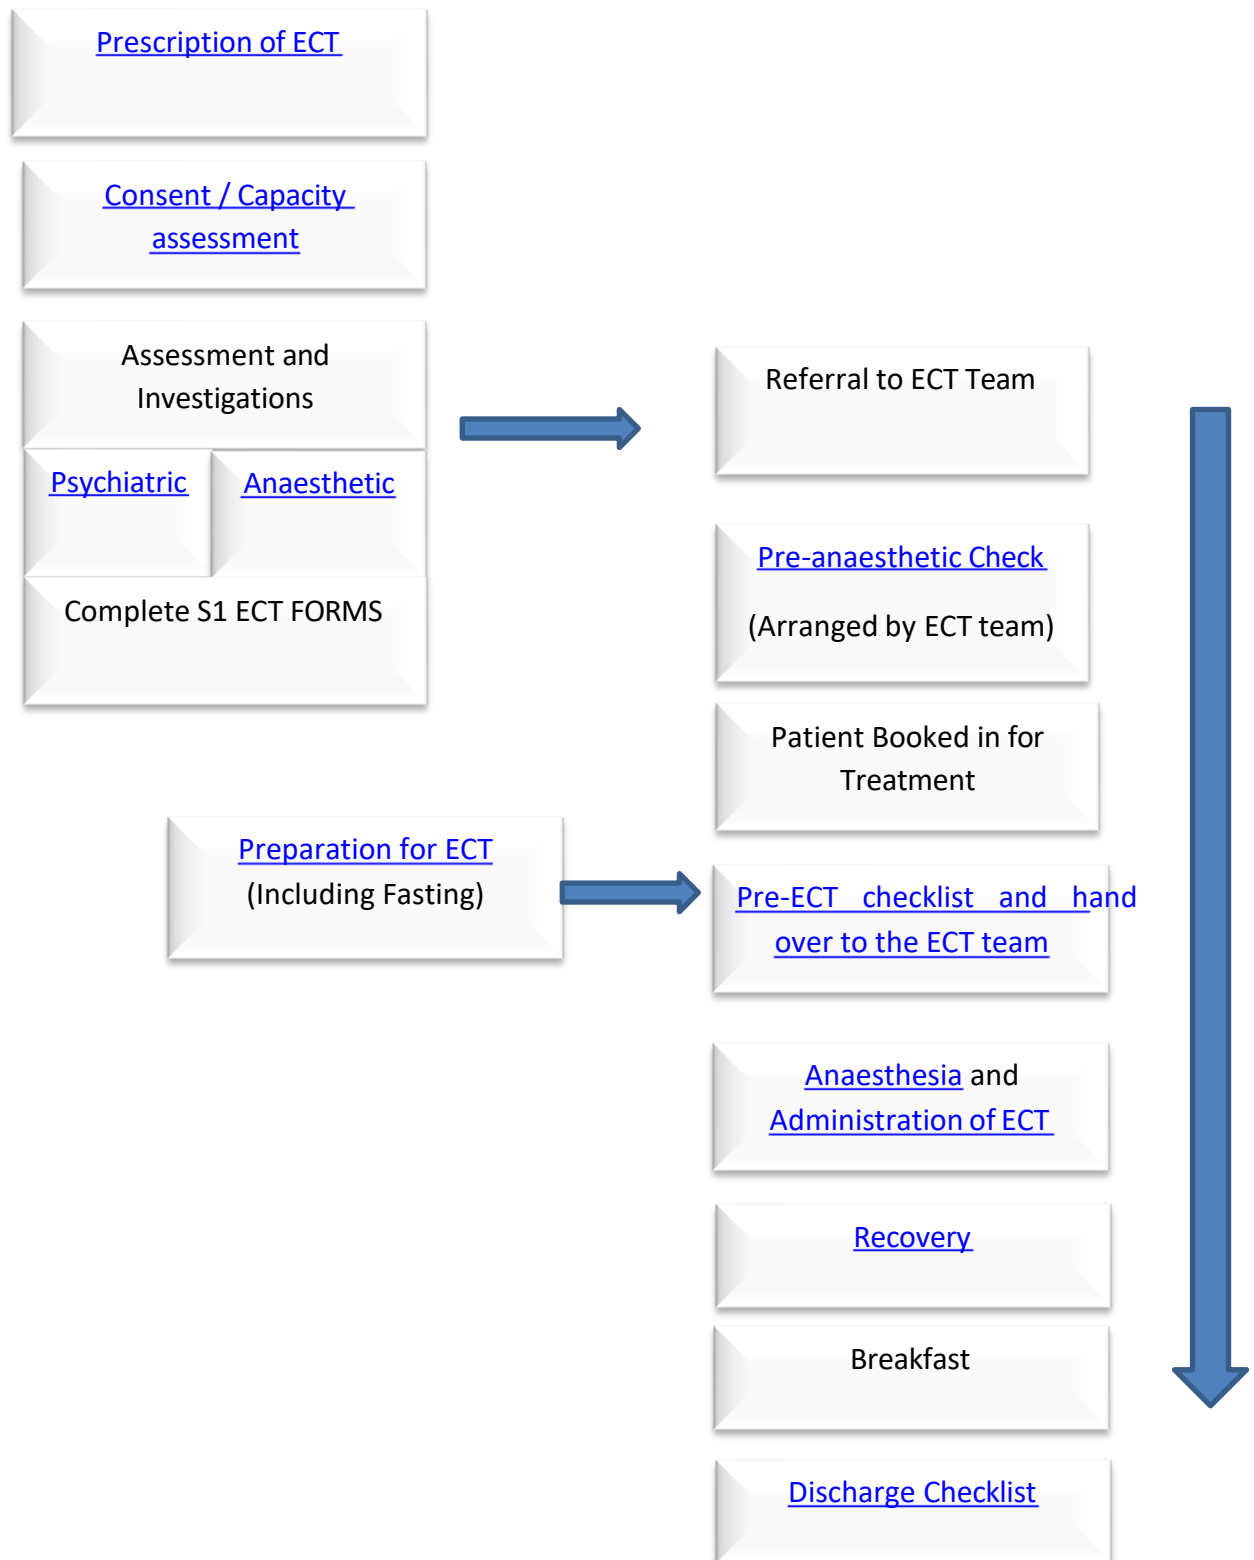 Prescription of ECT
Consent / Capacity
assessment
Assessment and
Investigations
Psychiatric
Anaesthetic
Complete S1 ECT FORMS
Referral to ECT Team
Pre-anaesthetic Check
(Arranged by ECT team)
Patient Booked in for
Treatment
Preparation for ECT
(Including Fasting)
Pre-ECT checklist and hand
over to the ECT team
Anaesthesia and
Administration of ECT
Recovery
Breakfast
Discharge Checklist